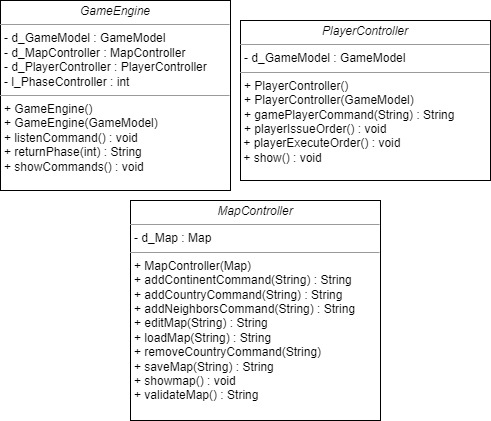 GameEngine
- d_GameModel : GameModel
- d_MapController : MapController
- d_PlayerController : PlayerController
- l_PhaseController : int
+ GameEngine()
+ GameEngine(GameModel)
+ listenCommand() : void
+ returnPhase(int) : String
+ showCommands() : void
PlayerController
- d_GameModel : GameModel
+ PlayerController()
+ PlayerController(GameModel)
+ gamePlayerCommand(String) : String
+ playerIssueOrder() : void
+ playerExecuteOrder() : void
+ show() : void
MapController
- d_Map : Map
+ MapController(Map)
+ addContinentCommand(String) : String
+ addCountryCommand(String) : String
+ addNeighborsCommand(String) : String
+ editMap(String) : String
+ loadMap(String) : String
+ removeCountryCommand(String)
+ saveMap(String) : String
+ showmap() : void
+ validateMap() : String